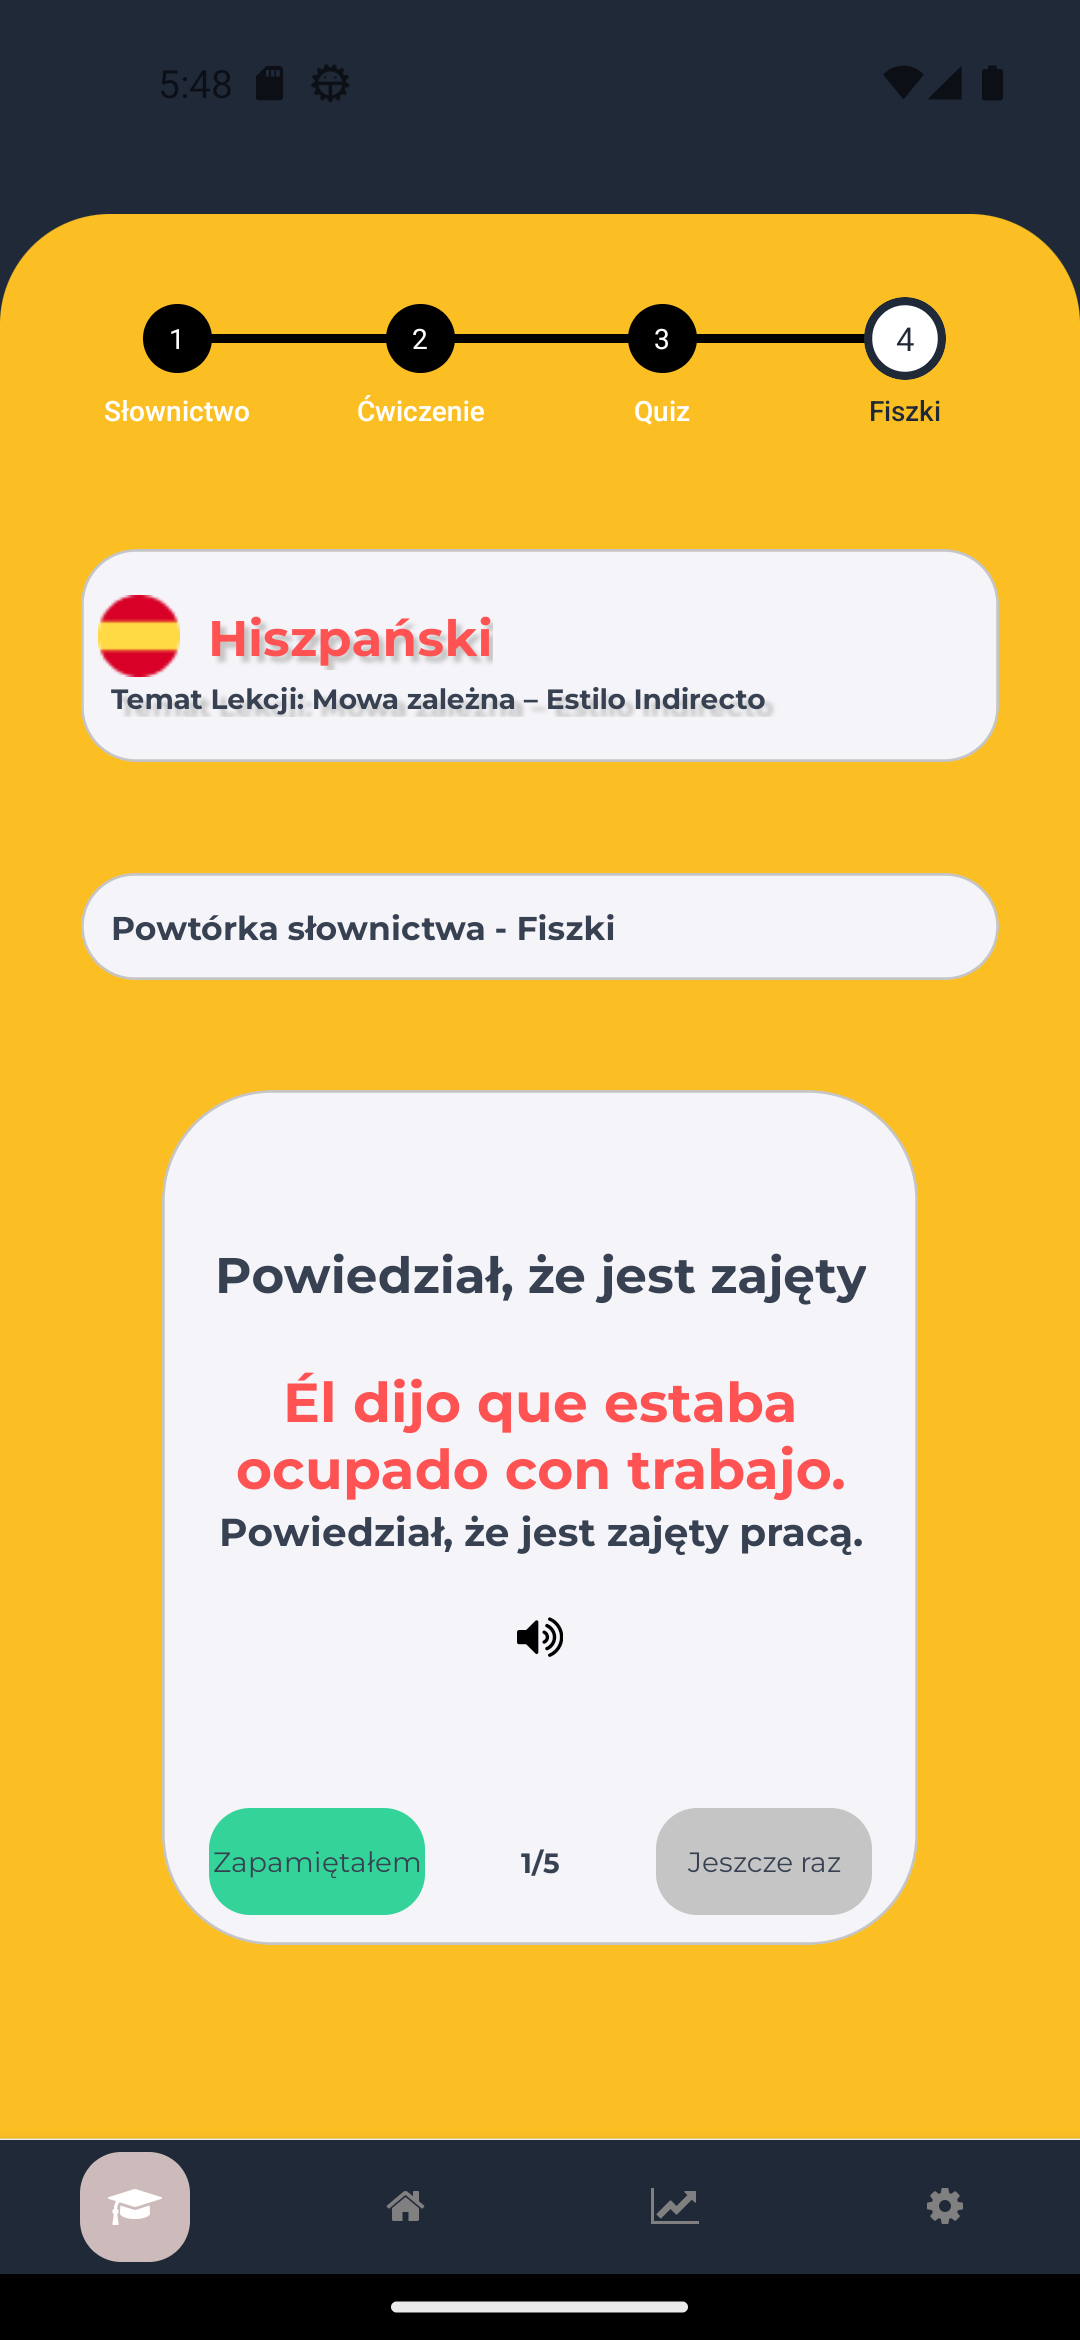 5:48
1
2
3
4
Słownictwo
Ćwiczenie
Quiz
Fiszki
Hiszpański
Temat Lekcji: Mowa zależna – Estilo Indirecto
Powtórka słownictwa - Fiszki
Powiedział, że jest zajęty
Él dijo que estaba
ocupado con trabajo.
Powiedział, że jest zajęty pracą.
Zapamiętałem
1/5
Jeszcze raz